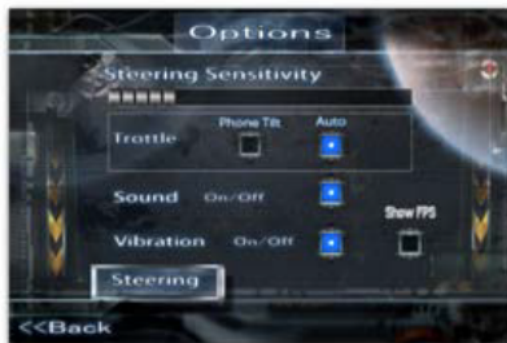 Options
Steering Sensitivity
Phone Tilt Auto
Trottle
Sound On/Off
Show FPS
Vibration On/Off
Steering
<<Back